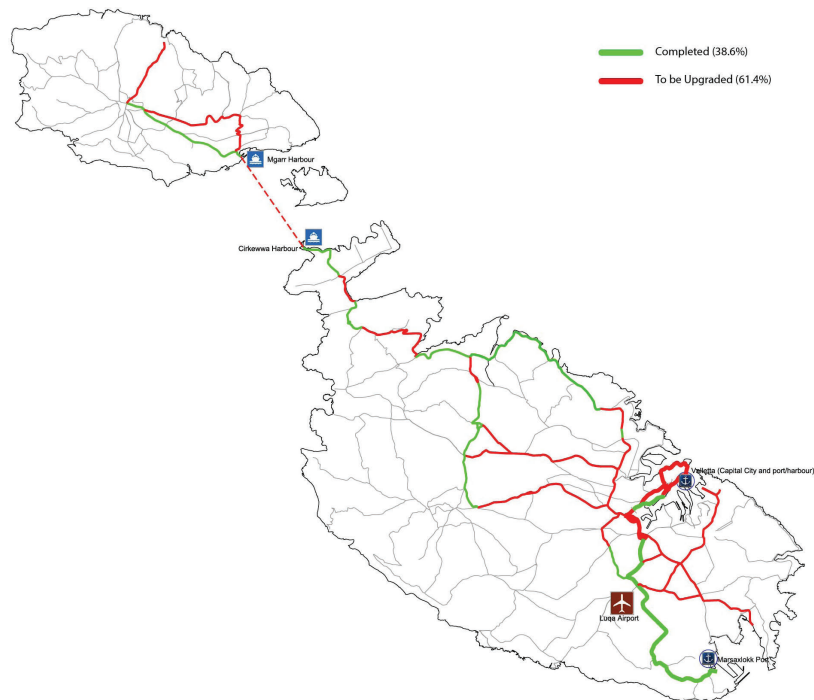 Completed (38.6%)
To be Upgraded (61.4%)
Mgarr Harbour
Cirkewwa Harbour
Valletta (Capital City and port/harbour)
Luqa Airport
Marsaxlokk Port